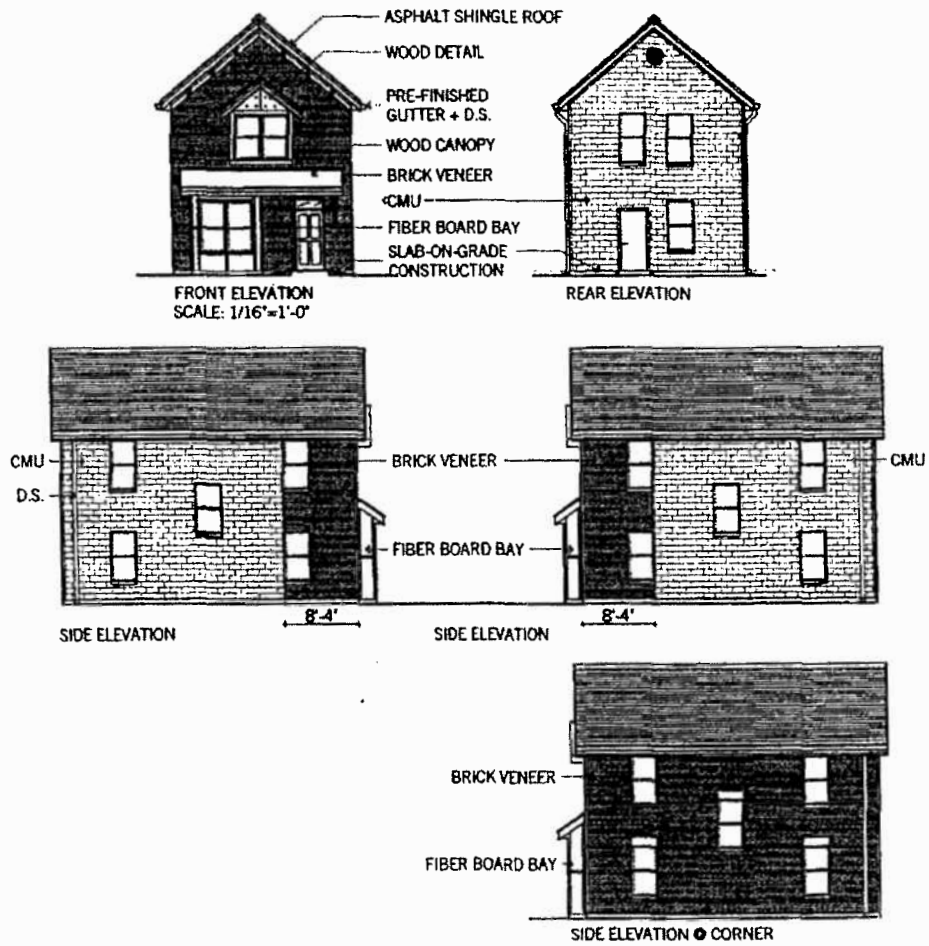 ASPHALT SHINGLE ROOF
WOOD DETAIL
PRE-FINISHED
GUTTER + D.S.
WOOD CANOPY
BRICK VENEER
CMU
FIBER BOARD BAY
SLAB-ON-GRADE
CONSTRUCTION
FRONT ELEVATION
SCALE: 1/16"=1'-0"
REAR ELEVATION
CMU
D.S.
BRICK VENEER
CMU
FIBER BOARD BAY
8'-4'
8'-4'
SIDE ELEVATION
SIDE ELEVATION
BRICK VENEER
FIBER BOARD BAY
SIDE ELEVATION @ CORNER